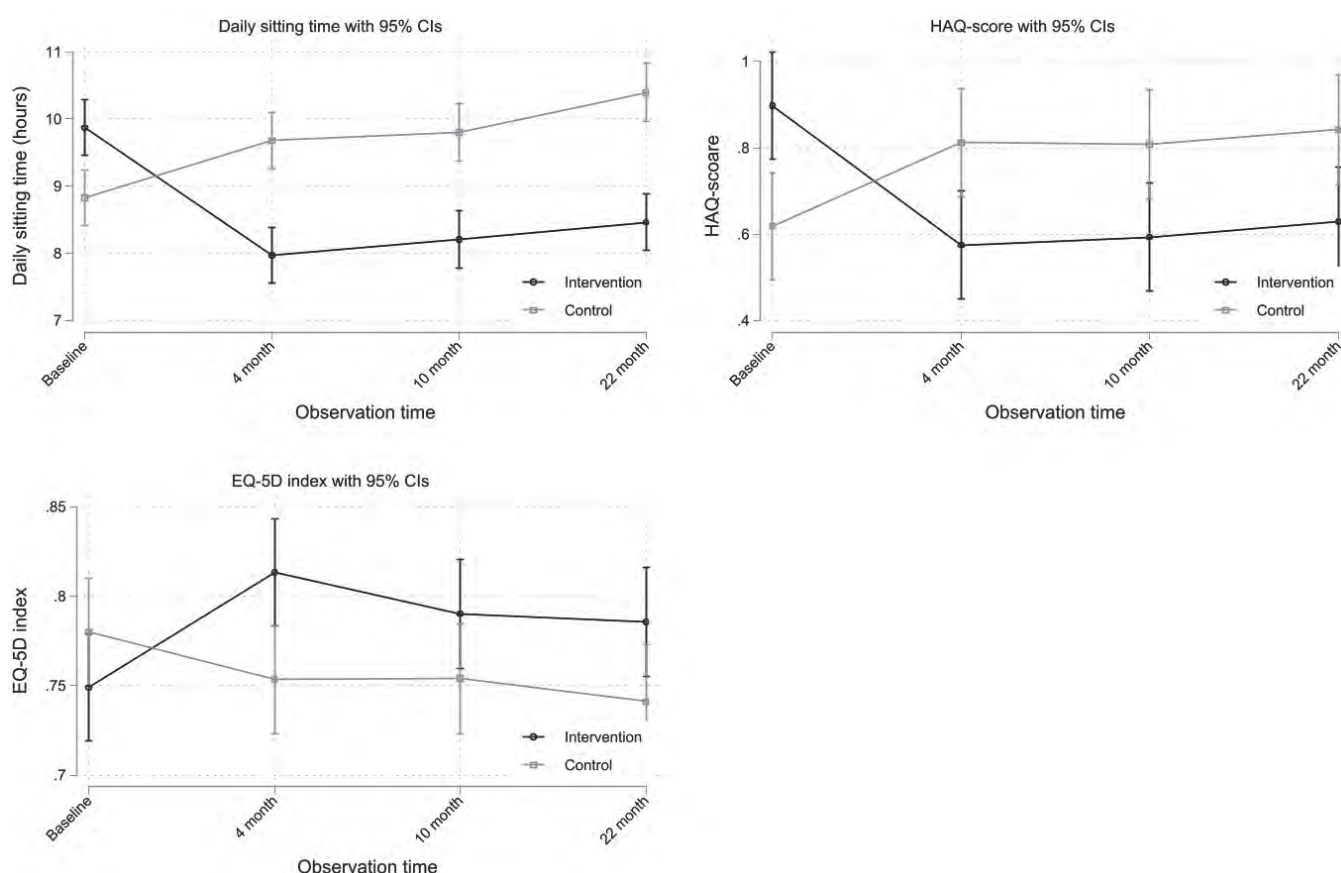 Daily sitting time with 95% CIs
Daily sitting time (hours)
11
10
9
8
7
Intervention
Control
Baseline
4 month
10 month
22 month
Observation time
HAQ-score with 95% CIs
HAQ-scoare
1
.8
.6
.4
Intervention
Control
Baseline
4 month
10 month
22 month
Observation time
EQ-5D index with 95% CIs
EQ-5D index
.85
.8
.75
.7
Intervention
Control
Baseline
4 month
10 month
22 month
Observation time